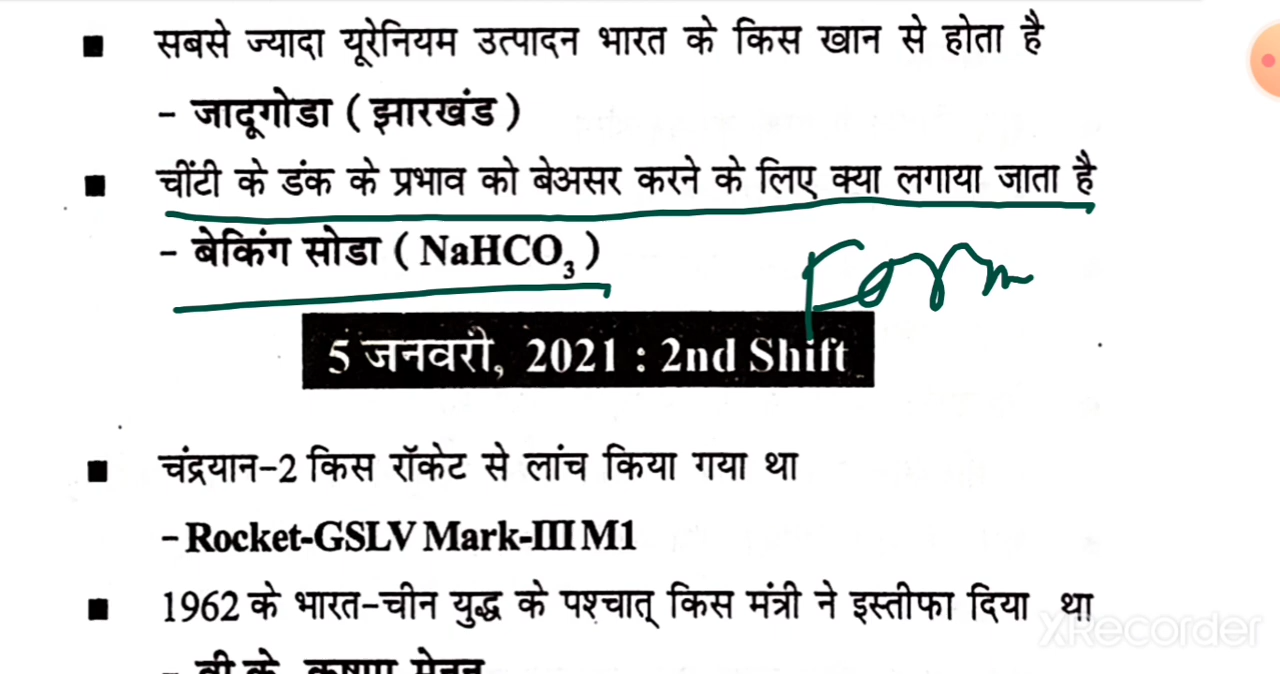 ■ सबसे ज्यादा यूरेनियम उत्पादन भारत के किस खान से होता है
- जादूगोडा ( झारखंड )
■ चींटी के डंक के प्रभाव को बेअसर करने के लिए क्या लगाया जाता है
- बेकिंग सोडा ( NaHCO₃ )
Form
5 जनवरी, 2021 : 2nd Shift
■ चंद्रयान-2 किस रॉकेट से लांच किया गया था
- Rocket-GSLV Mark-III M1
■ 1962 के भारत-चीन युद्ध के पश्चात् किस मंत्री ने इस्तीफा दिया था
XRecorder
- वी.के. कृष्णा मेनन